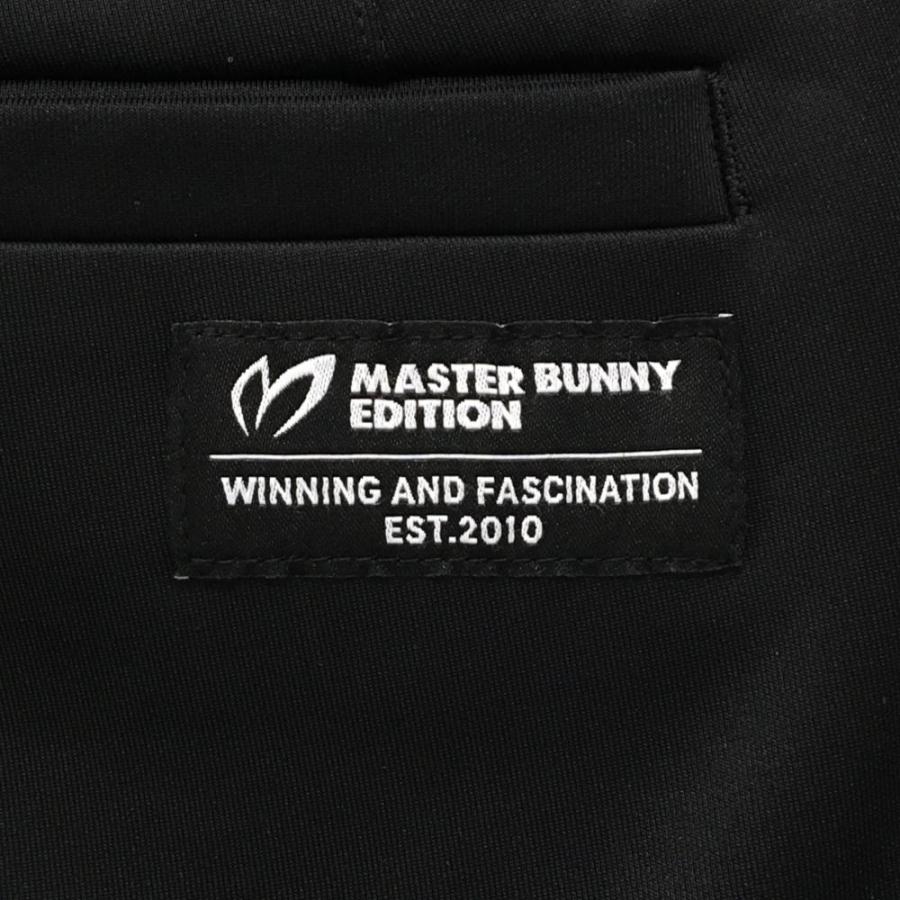 MASTER BUNNY
EDITION
WINNING AND FASCINATION
EST.2010